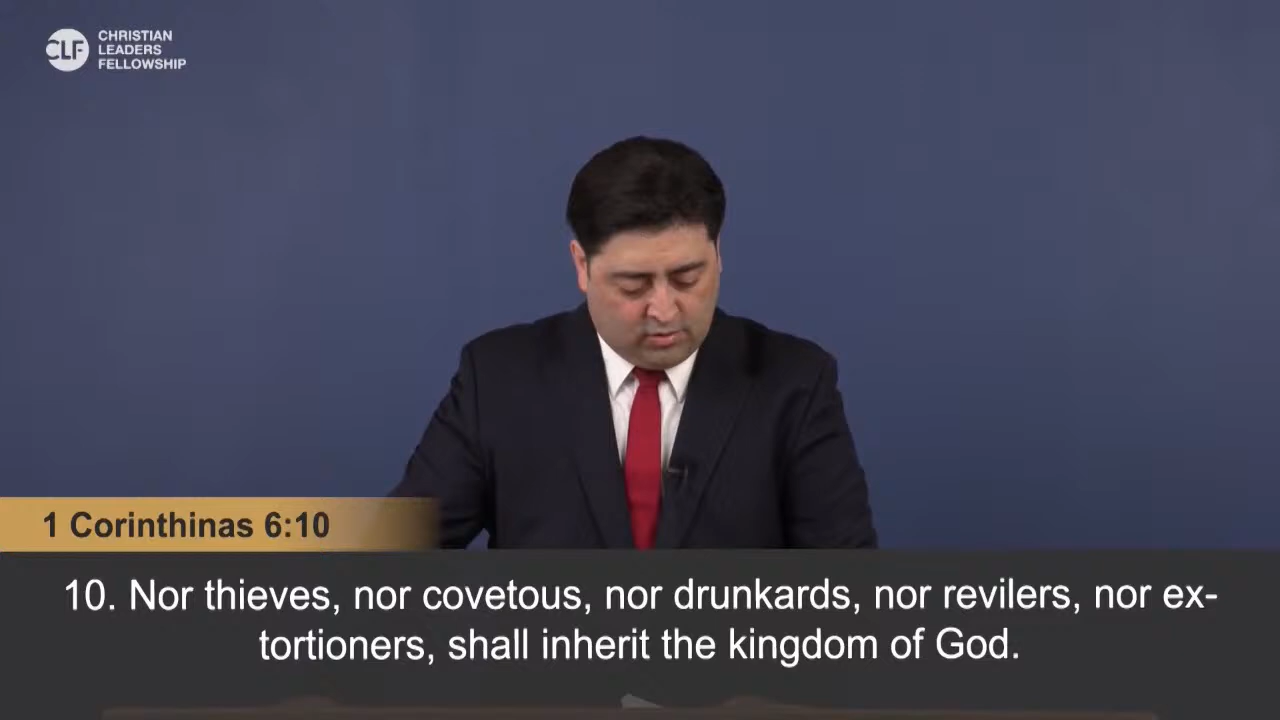 CLF
CHRISTIAN
LEADERS
FELLOWSHIP
1 Corinthinas 6:10
10. Nor thieves, nor covetous, nor drunkards, nor revilers, nor ex-
tortioners, shall inherit the kingdom of God.